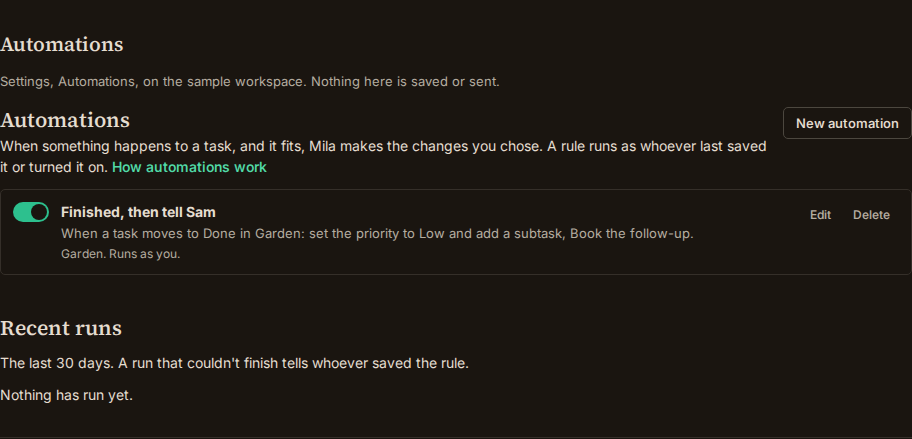 Automations
Settings, Automations, on the sample workspace. Nothing here is saved or sent.
Automations
New automation
When something happens to a task, and it fits, Mila makes the changes you chose. A rule runs as whoever last saved
it or turned it on. How automations work
Finished, then tell Sam
Edit
Delete
When a task moves to Done in Garden: set the priority to Low and add a subtask, Book the follow-up.
Garden. Runs as you.
Recent runs
The last 30 days. A run that couldn't finish tells whoever saved the rule.
Nothing has run yet.